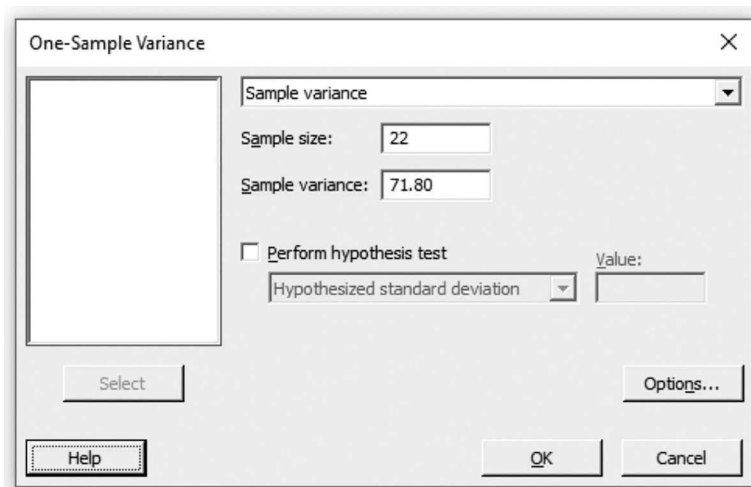 One-Sample Variance
Sample variance
Sample size: 22
Sample variance: 71.80
Perform hypothesis test
Value:
Hypothesized standard deviation
Select
Options...
Help
OK
Cancel